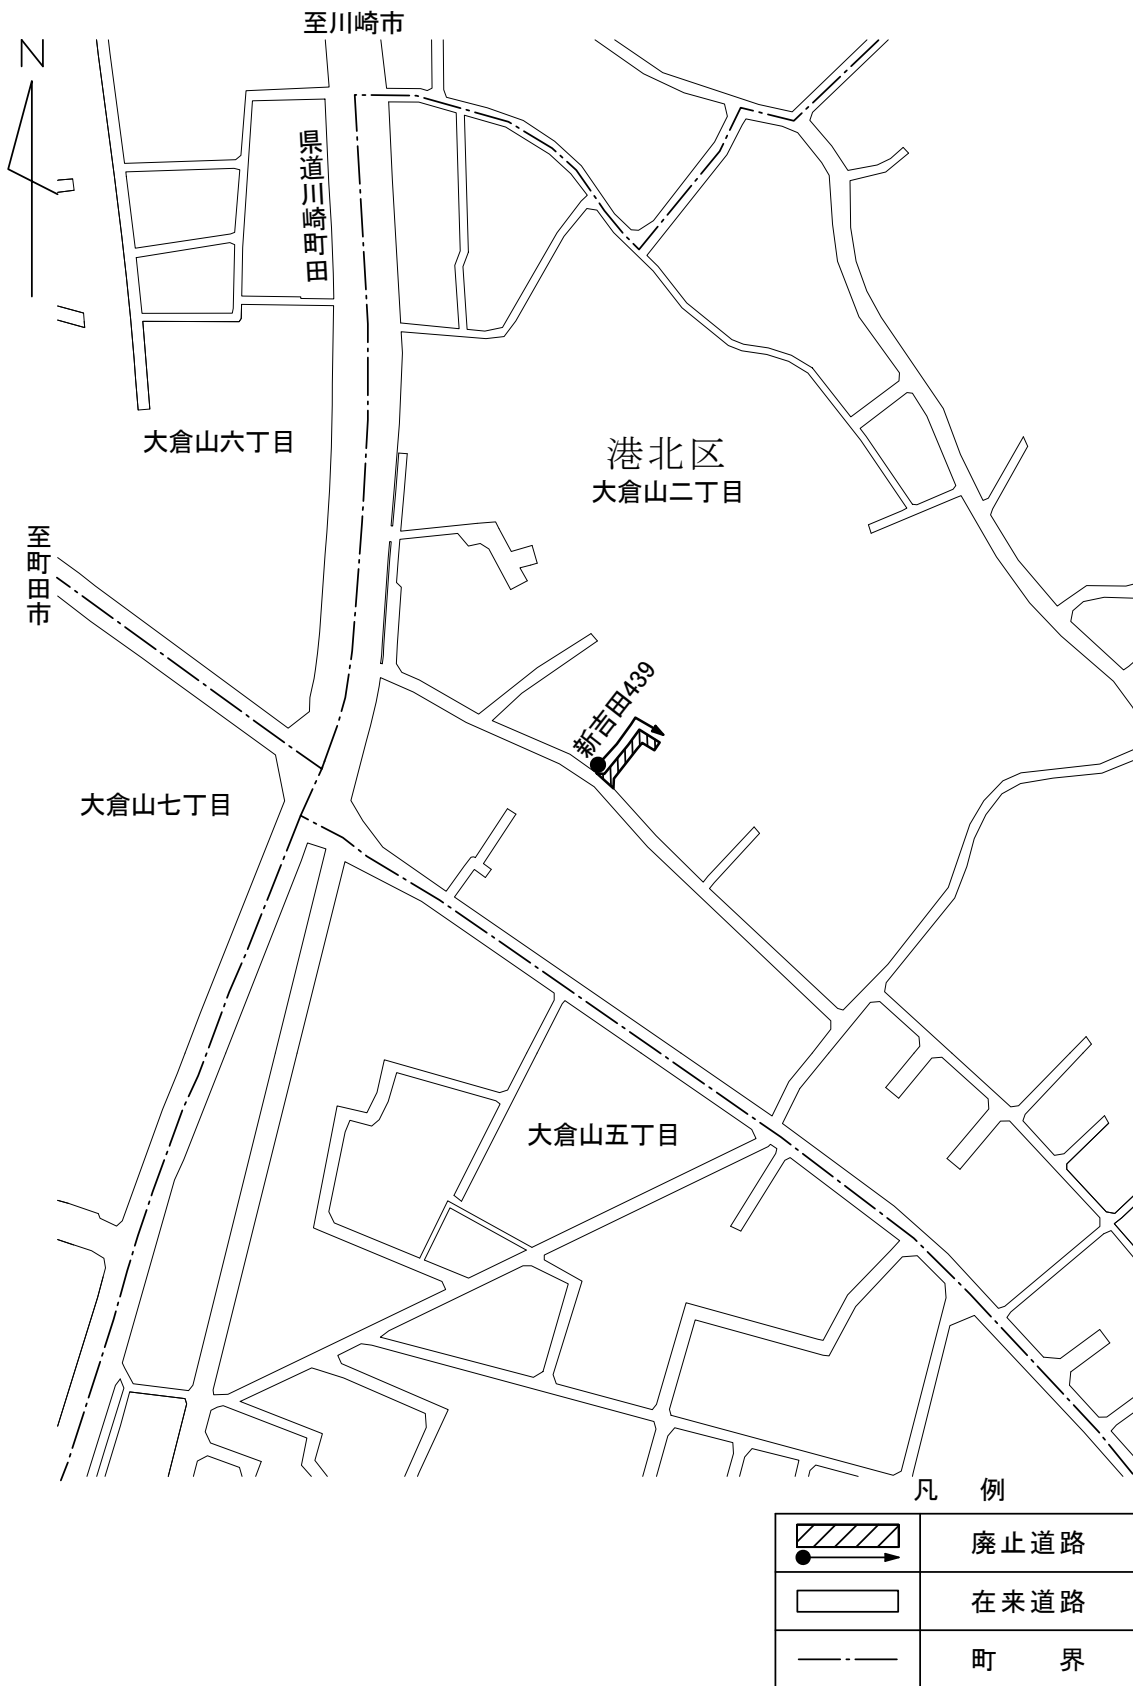 至川崎市
N
県道川崎町田
大倉山六丁目
港北区
大倉山二丁目
至町田市
新吉田439
大倉山七丁目
大倉山五丁目
凡 例
廃止道路
在来道路
町 界